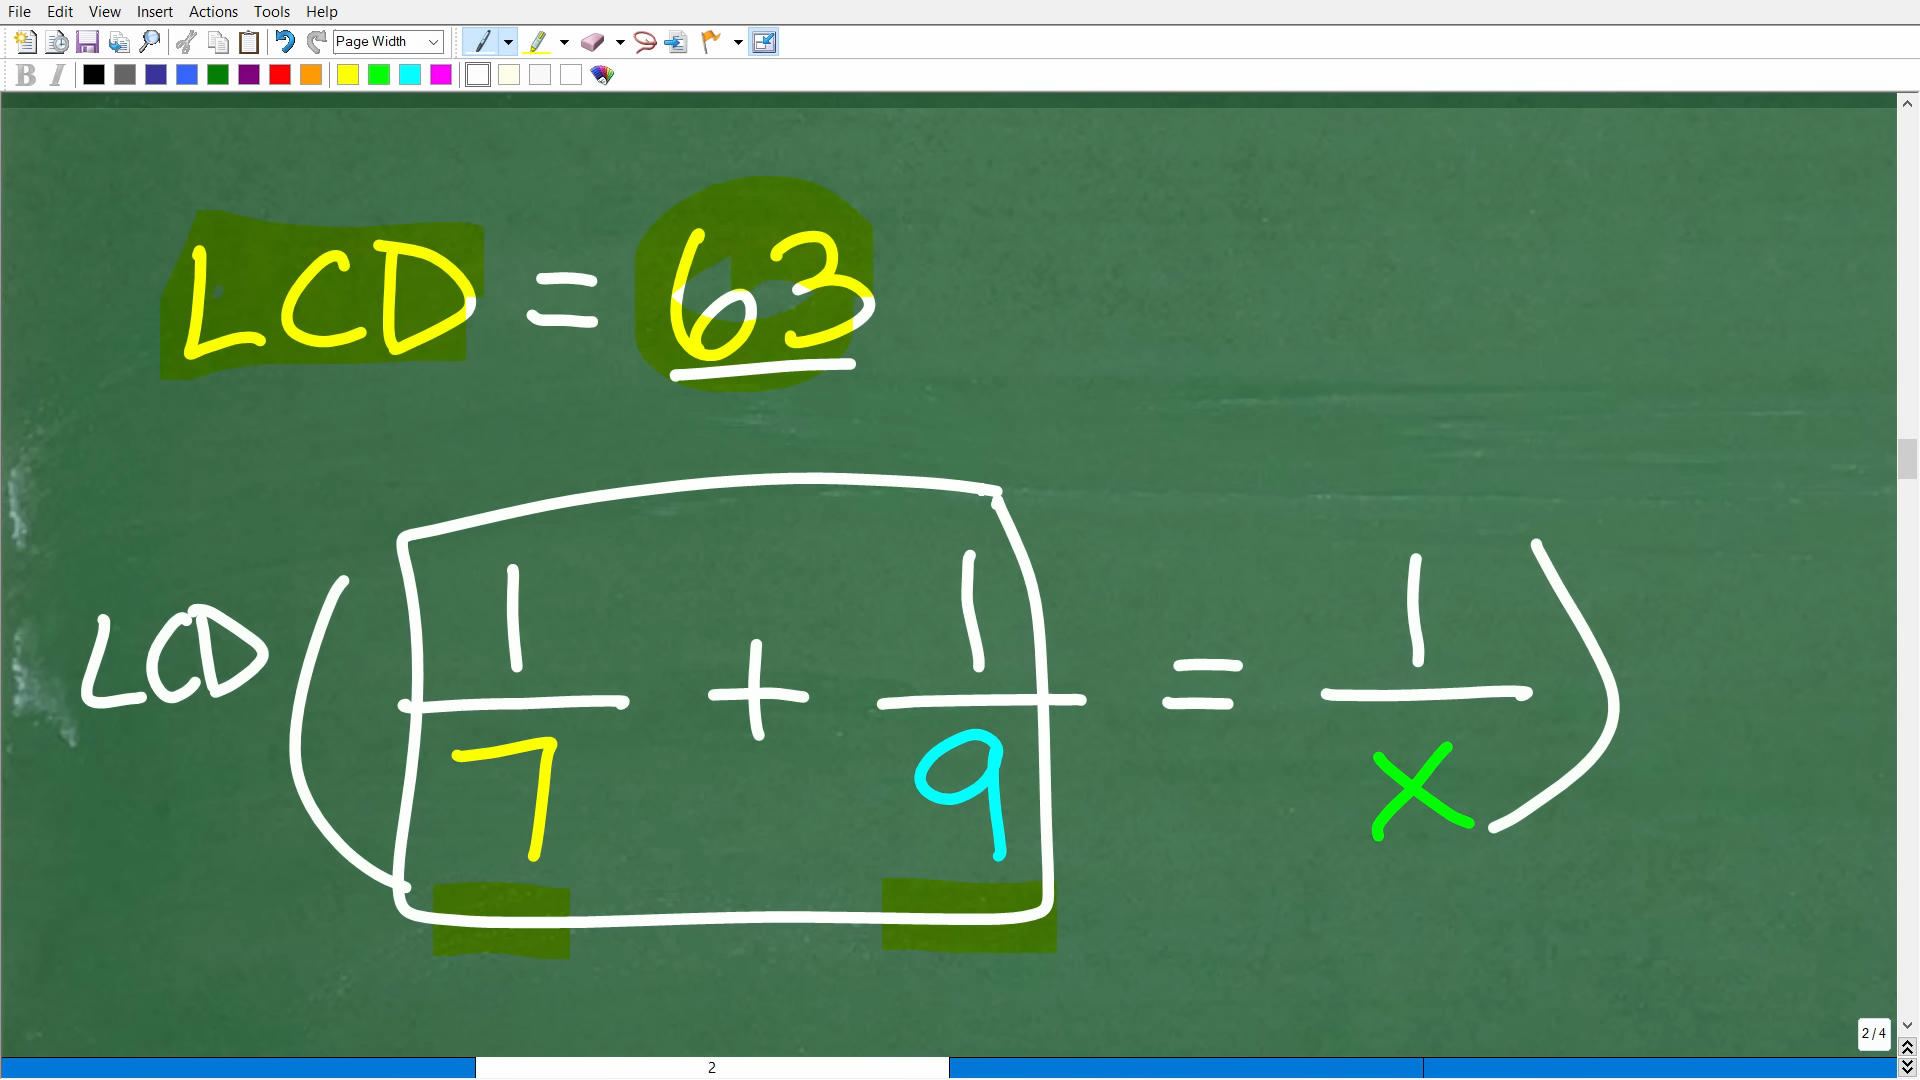 File Edit View Insert Actions Tools Help
Page Width
B I
LCD = 63
LCD ( 1/7 + 1/9 = 1/x )
2 / 4
2